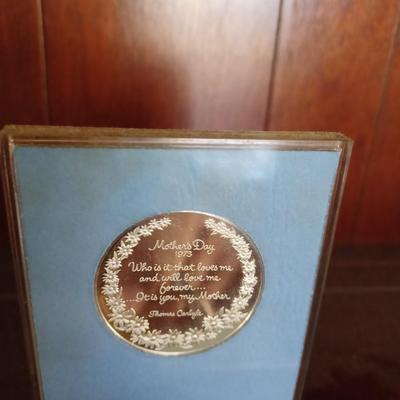 Mother's Day
1973
Who is it that loves me
and will love me
forever...
....It is you, my Mother
Thomas Carlyle